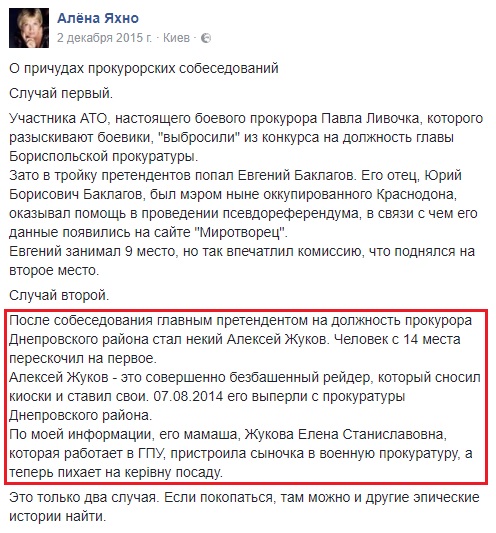 Алёна Яхно
2 декабря 2015 г. · Киев ·
О причудах прокурорских собеседований
Случай первый.
Участника АТО, настоящего боевого прокурора Павла Ливочка, которого
разыскивают боевики, "выбросили" из конкурса на должность главы
Бориспольской прокуратуры.
Зато в тройку претендентов попал Евгений Баклагов. Его отец, Юрий
Борисович Баклагов, был мэром ныне оккупированного Краснодона,
оказывал помощь в проведении псевдореферендума, в связи с чем его
данные появились на сайте "Миротворец".
Евгений занимал 9 место, но так впечатлил комиссию, что поднялся на
второе место.
Случай второй.
После собеседования главным претендентом на должность прокурора
Днепровского района стал некий Алексей Жуков. Человек с 14 места
перескочил на первое.
Алексей Жуков - это совершенно безбашенный рейдер, который сносил
киоски и ставил свои. 07.08.2014 его выперли с прокуратуры
Днепровского района.
По моей информации, его мамаша, Жукова Елена Станиславовна,
которая работает в ГПУ, пристроила сыночка в военную прокуратуру, а
теперь пихает на керівну посаду.
Это только два случая. Если покопаться, там можно и другие эпические
истории найти.